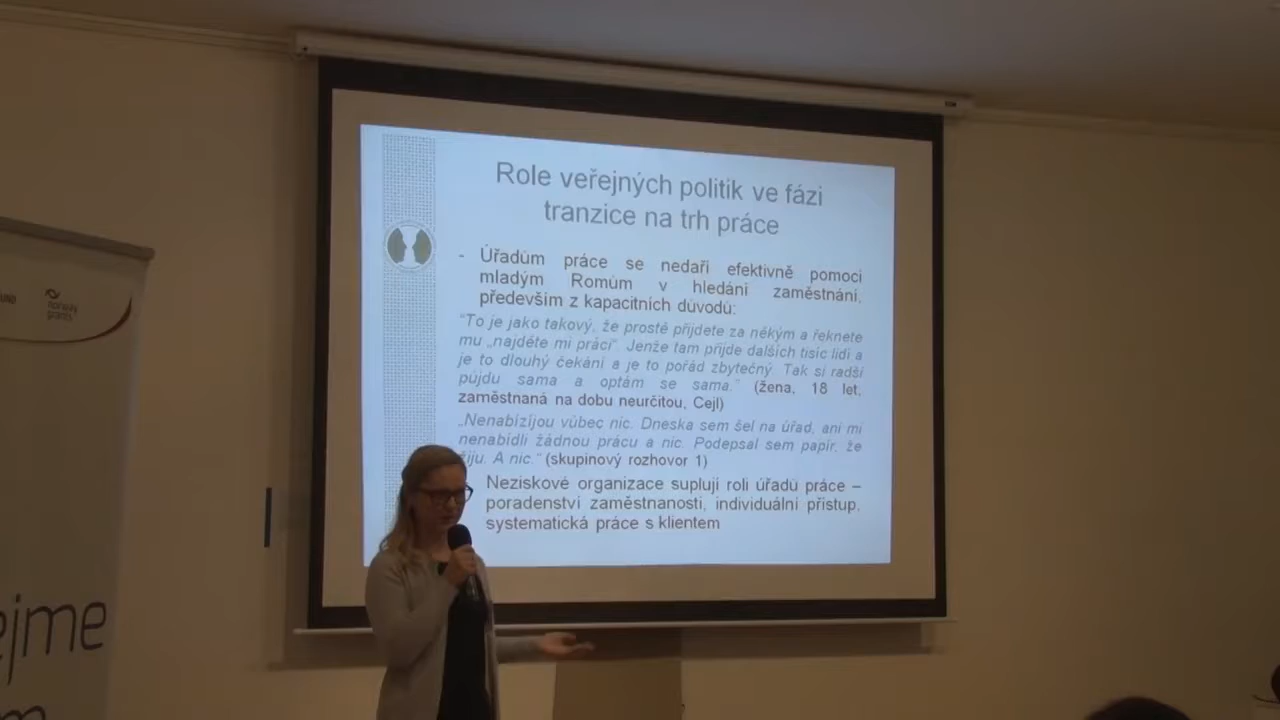 Role veřejných politik ve fázi
tranzice na trh práce
- Úřadům práce se nedaří efektivně pomoci
mladým Romům v hledání zaměstnání,
především z kapacitních důvodů:
"To je jako takový, že prostě přijdete za někým a řeknete
mu „najděte mi práci“. Jenže tam přijde dalších tisíc lidí a
je to dlouhý čekání a je to pořád zbytečný. Tak si radši
půjdu sama a optám se sama." (žena, 18 let,
zaměstnaná na dobu neurčitou, Cejl)
„Nenabízíjou vůbec nic. Dneska sem šel na úřad, ani mi
nenabídli žádnou prácu a nic. Podepsal sem papír, že
žiju. A nic." (skupinový rozhovor 1)
Neziskové organizace suplují roli úřadů práce –
poradenství zaměstnanosti, individuální přístup,
systematická práce s klientem
UND
norway
grants
ejme
m